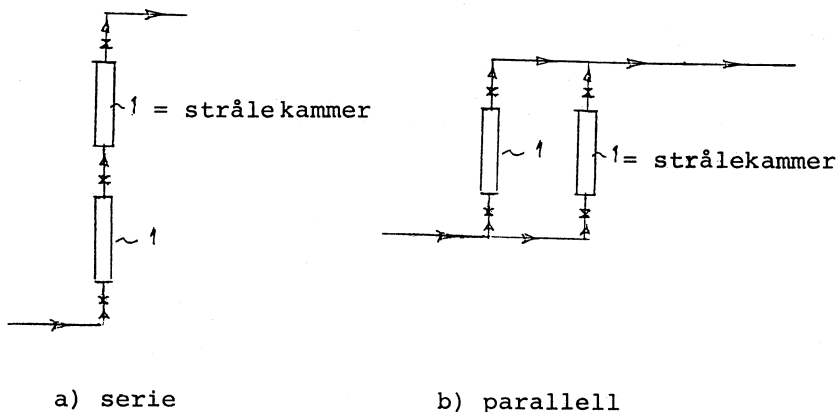 1 = strålekammer
1
1
1 = strålekammer
a) serie
b) parallell